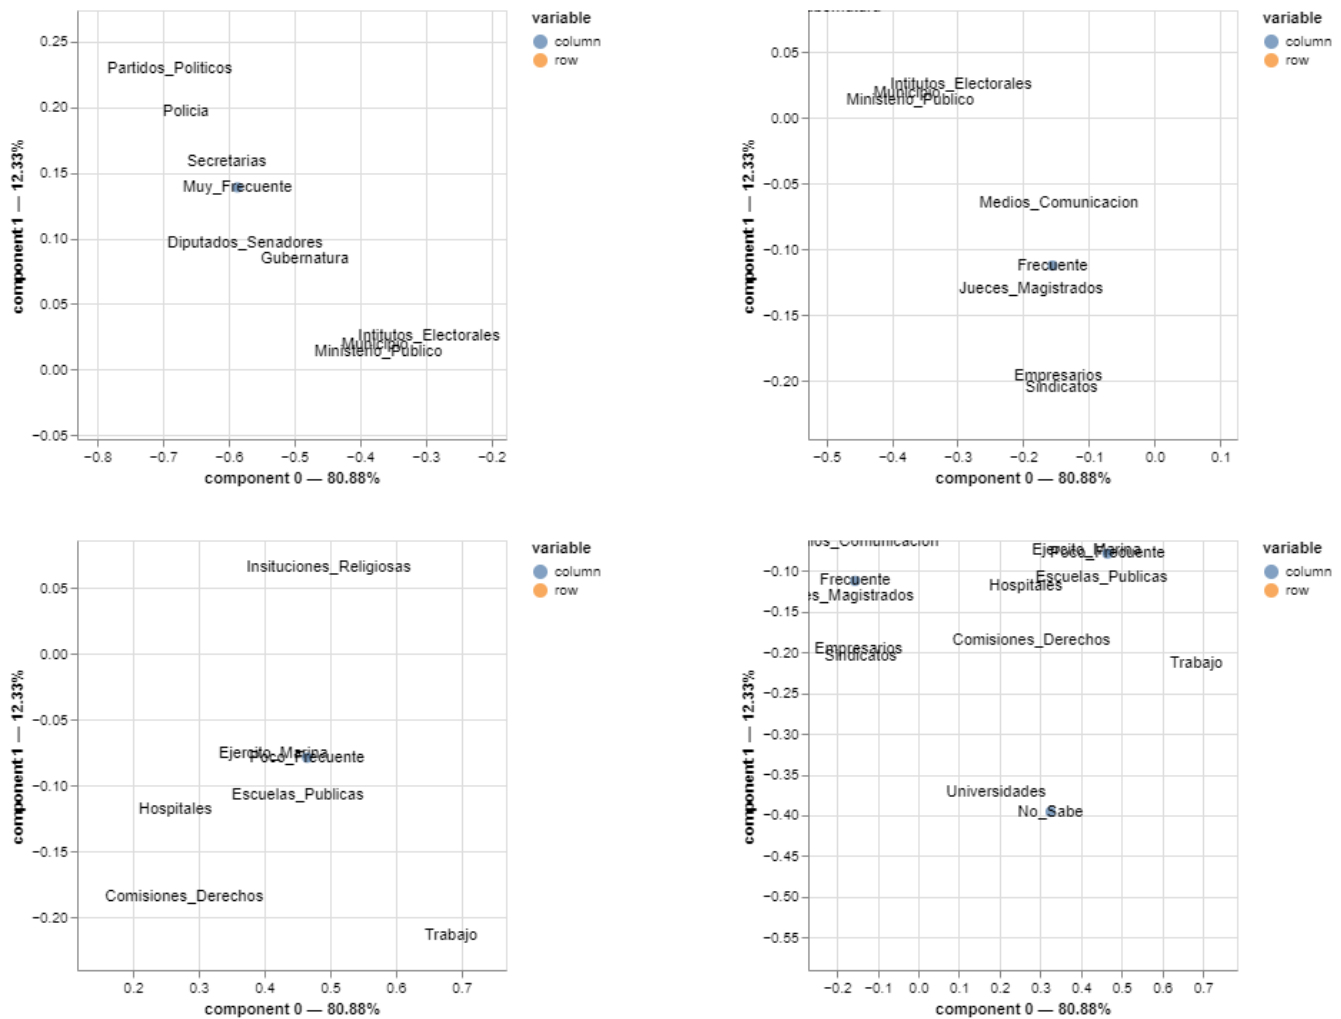 variable
column
row
0.25
0.20
0.15
0.10
0.05
0.00
−0.05
component 1 — 12.33%
Partidos_Politicos
Policia
Secretarias
Muy_Frecuente
Diputados_Senadores
Gubernatura
Intitutos_Electorales
Municipio
Ministerio_Publico
−0.8 −0.7 −0.6 −0.5 −0.4 −0.3 −0.2
component 0 — 80.88%
variable
column
row
0.05
0.00
−0.05
−0.10
−0.15
−0.20
component 1 — 12.33%
Intitutos_Electorales
Municipio
Ministerio_Publico
Medios_Comunicacion
Frecuente
Jueces_Magistrados
Empresarios
Sindicatos
−0.5 −0.4 −0.3 −0.2 −0.1 0.0 0.1
component 0 — 80.88%
variable
column
row
0.05
0.00
−0.05
−0.10
−0.15
−0.20
component 1 — 12.33%
Insituciones_Religiosas
Ejercito_Marina
Poco_Frecuente
Escuelas_Publicas
Hospitales
Comisiones_Derechos
Trabajo
0.2 0.3 0.4 0.5 0.6 0.7
component 0 — 80.88%
variable
column
row
−0.10
−0.15
−0.20
−0.25
−0.30
−0.35
−0.40
−0.45
−0.50
−0.55
component 1 — 12.33%
ios_Comunicacion
Ejercito_Marina
Poco_Frecuente
Frecuente
Escuelas_Publicas
Hospitales
es_Magistrados
Comisiones_Derechos
Empresarios
Sindicatos
Trabajo
Universidades
No_Sabe
−0.2 −0.1 0.0 0.1 0.2 0.3 0.4 0.5 0.6 0.7
component 0 — 80.88%